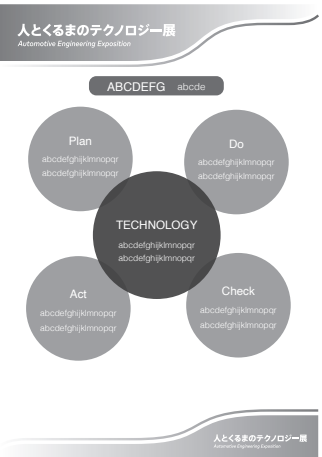 人とくるまのテクノロジー展
Automotive Engineering Exposition
ABCDEFG abcde
Plan
abcdefghijklmnopqr
abcdefghijklmnopqr
Do
abcdefghijklmnopqr
abcdefghijklmnopqr
TECHNOLOGY
abcdefghijklmnopqr
abcdefghijklmnopqr
Act
abcdefghijklmnopqr
abcdefghijklmnopqr
Check
abcdefghijklmnopqr
abcdefghijklmnopqr
人とくるまのテクノロジー展
Automotive Engineering Exposition